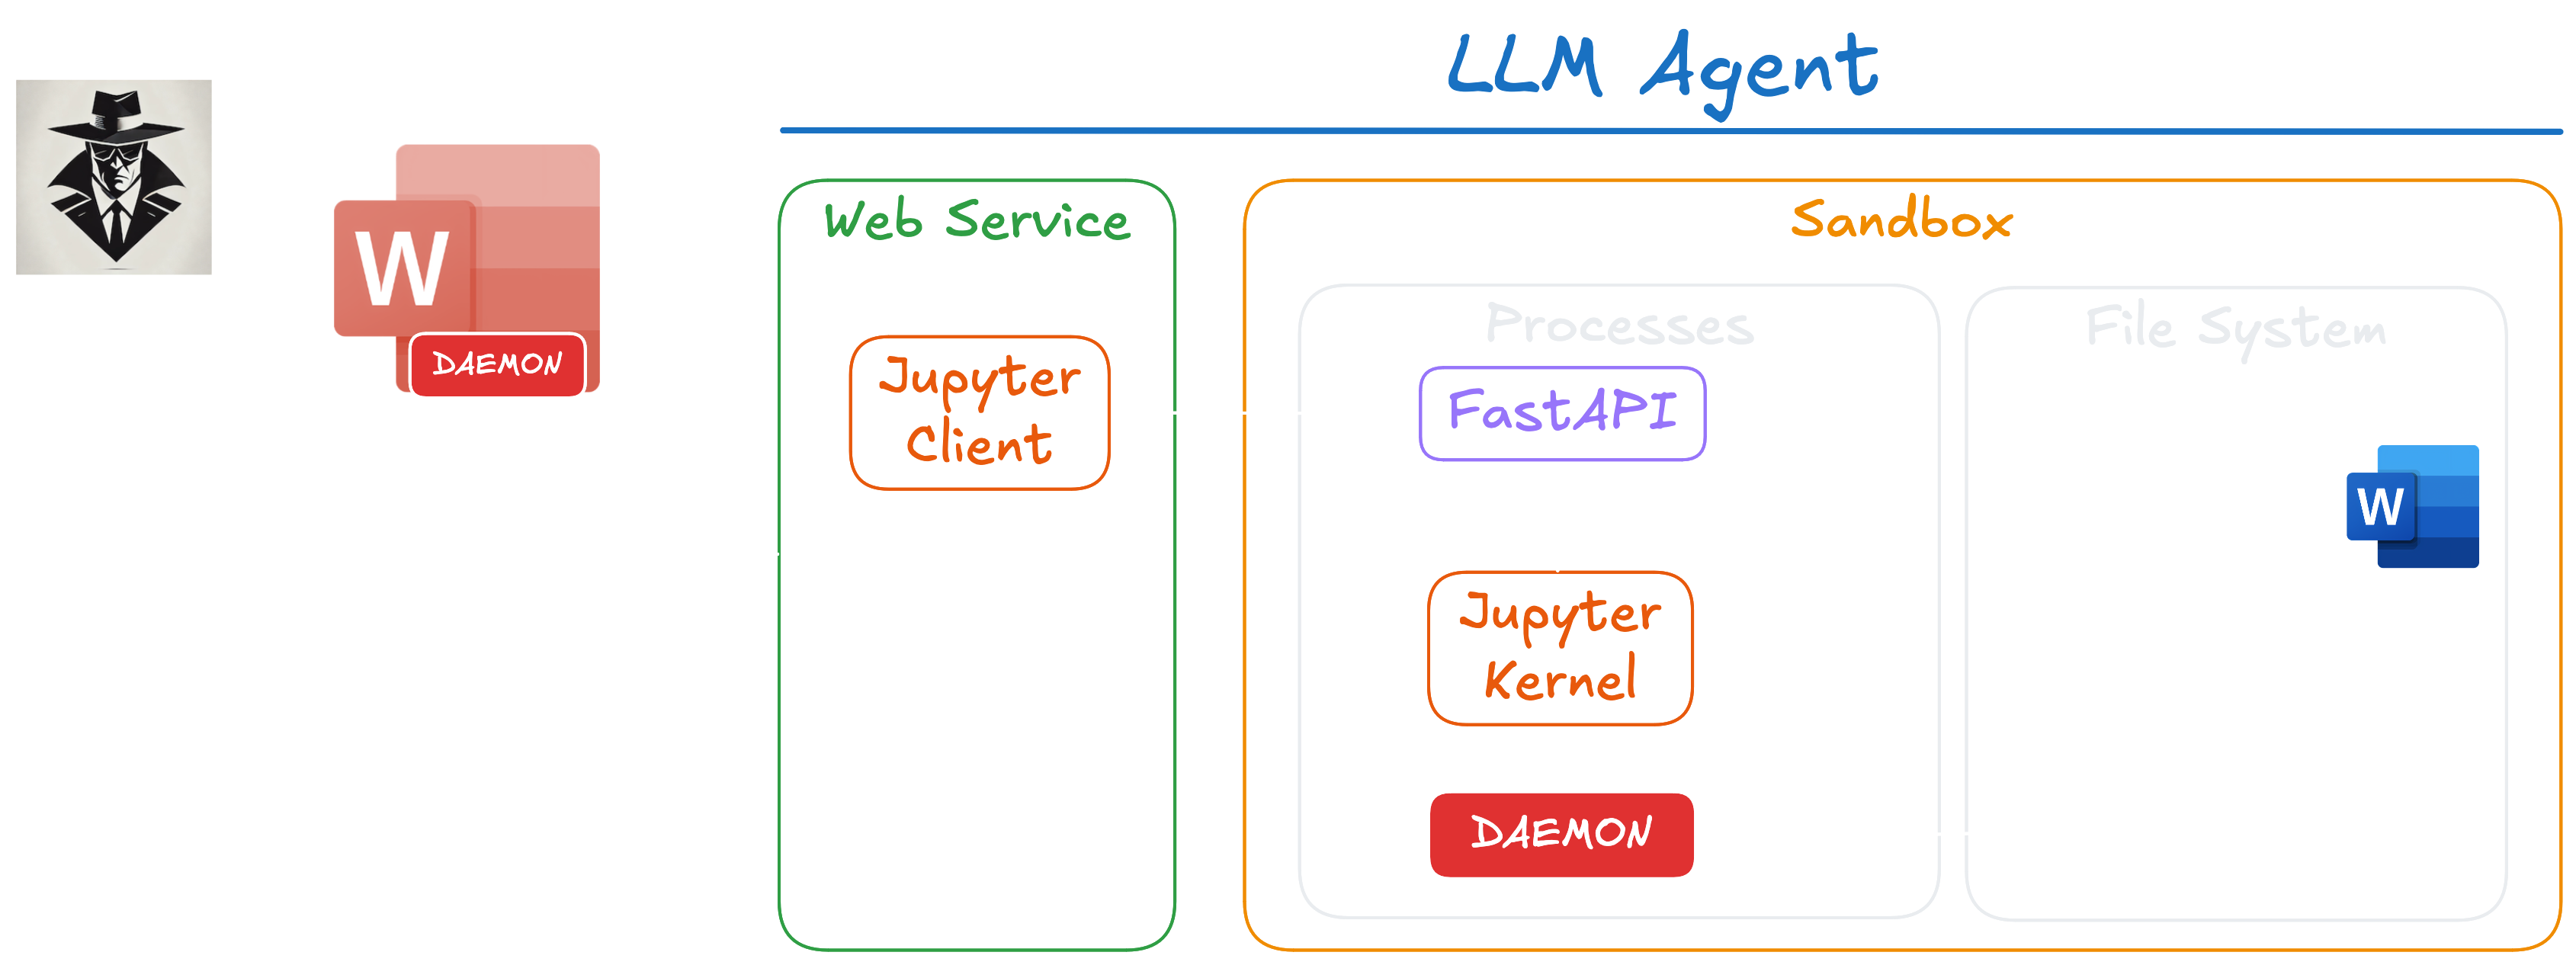 LLM Agent
Web Service
Sandbox
W
DAEMON
Jupyter
Client
Processes
File System
FastAPI
W
Jupyter
Kernel
DAEMON